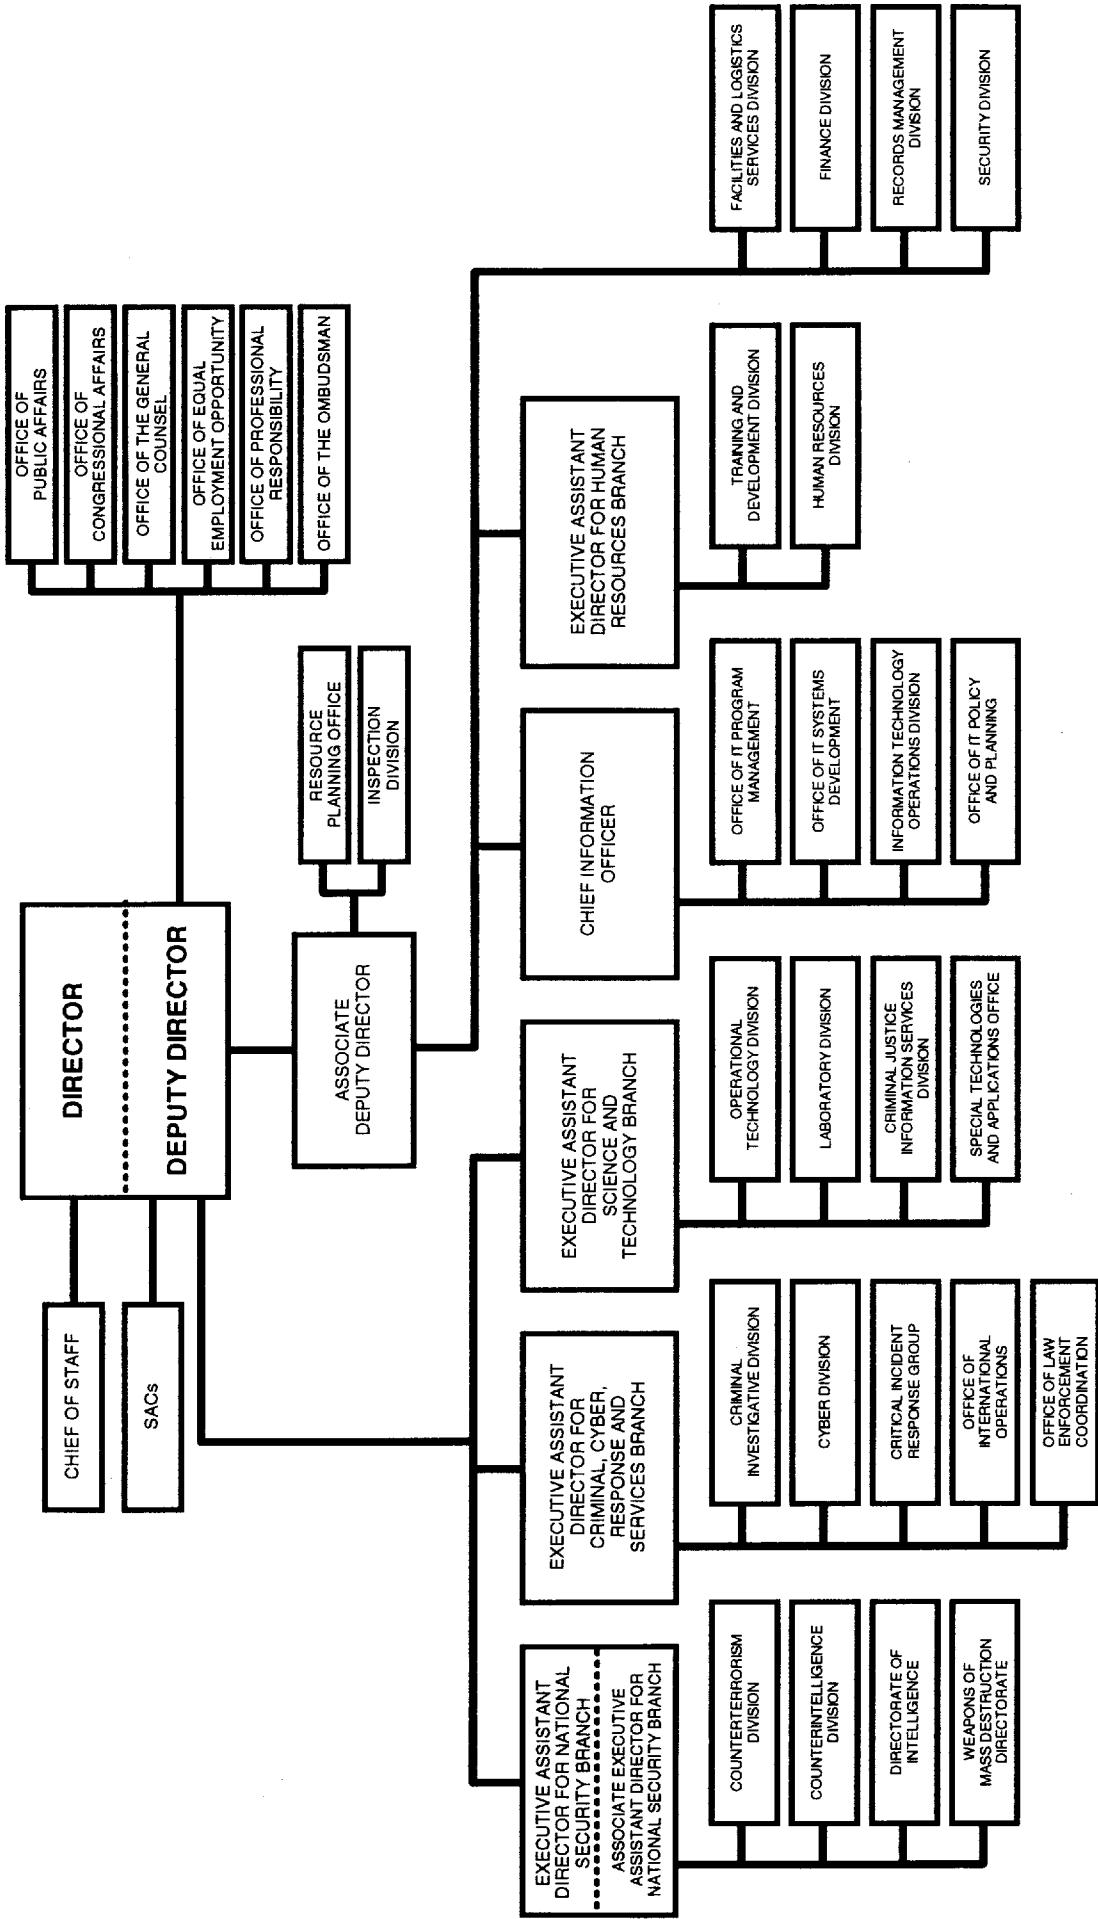 DIRECTOR
DEPUTY DIRECTOR
CHIEF OF STAFF
SACs
OFFICE OF
PUBLIC AFFAIRS
OFFICE OF
CONGRESSIONAL AFFAIRS
OFFICE OF THE GENERAL
COUNSEL
OFFICE OF EQUAL
EMPLOYMENT OPPORTUNITY
OFFICE OF PROFESSIONAL
RESPONSIBILITY
OFFICE OF THE OMBUDSMAN
ASSOCIATE
DEPUTY DIRECTOR
RESOURCE
PLANNING OFFICE
INSPECTION
DIVISION
EXECUTIVE ASSISTANT
DIRECTOR FOR NATIONAL
SECURITY BRANCH
ASSOCIATE EXECUTIVE
ASSISTANT DIRECTOR FOR
NATIONAL SECURITY BRANCH
COUNTERTERRORISM
DIVISION
COUNTERINTELLIGENCE
DIVISION
DIRECTORATE OF
INTELLIGENCE
WEAPONS OF
MASS DESTRUCTION
DIRECTORATE
EXECUTIVE ASSISTANT
DIRECTOR FOR
CRIMINAL, CYBER,
RESPONSE AND
SERVICES BRANCH
CRIMINAL
INVESTIGATIVE DIVISION
CYBER DIVISION
CRITICAL INCIDENT
RESPONSE GROUP
OFFICE OF
INTERNATIONAL
OPERATIONS
OFFICE OF LAW
ENFORCEMENT
COORDINATION
EXECUTIVE ASSISTANT
DIRECTOR FOR
SCIENCE AND
TECHNOLOGY BRANCH
OPERATIONAL
TECHNOLOGY DIVISION
LABORATORY DIVISION
CRIMINAL JUSTICE
INFORMATION SERVICES
DIVISION
SPECIAL TECHNOLOGIES
AND APPLICATIONS OFFICE
CHIEF INFORMATION
OFFICER
OFFICE OF IT PROGRAM
MANAGEMENT
OFFICE OF IT SYSTEMS
DEVELOPMENT
INFORMATION TECHNOLOGY
OPERATIONS DIVISION
OFFICE OF IT POLICY
AND PLANNING
EXECUTIVE ASSISTANT
DIRECTOR FOR HUMAN
RESOURCES BRANCH
TRAINING AND
DEVELOPMENT DIVISION
HUMAN RESOURCES
DIVISION
FACILITIES AND LOGISTICS
SERVICES DIVISION
FINANCE DIVISION
RECORDS MANAGEMENT
DIVISION
SECURITY DIVISION